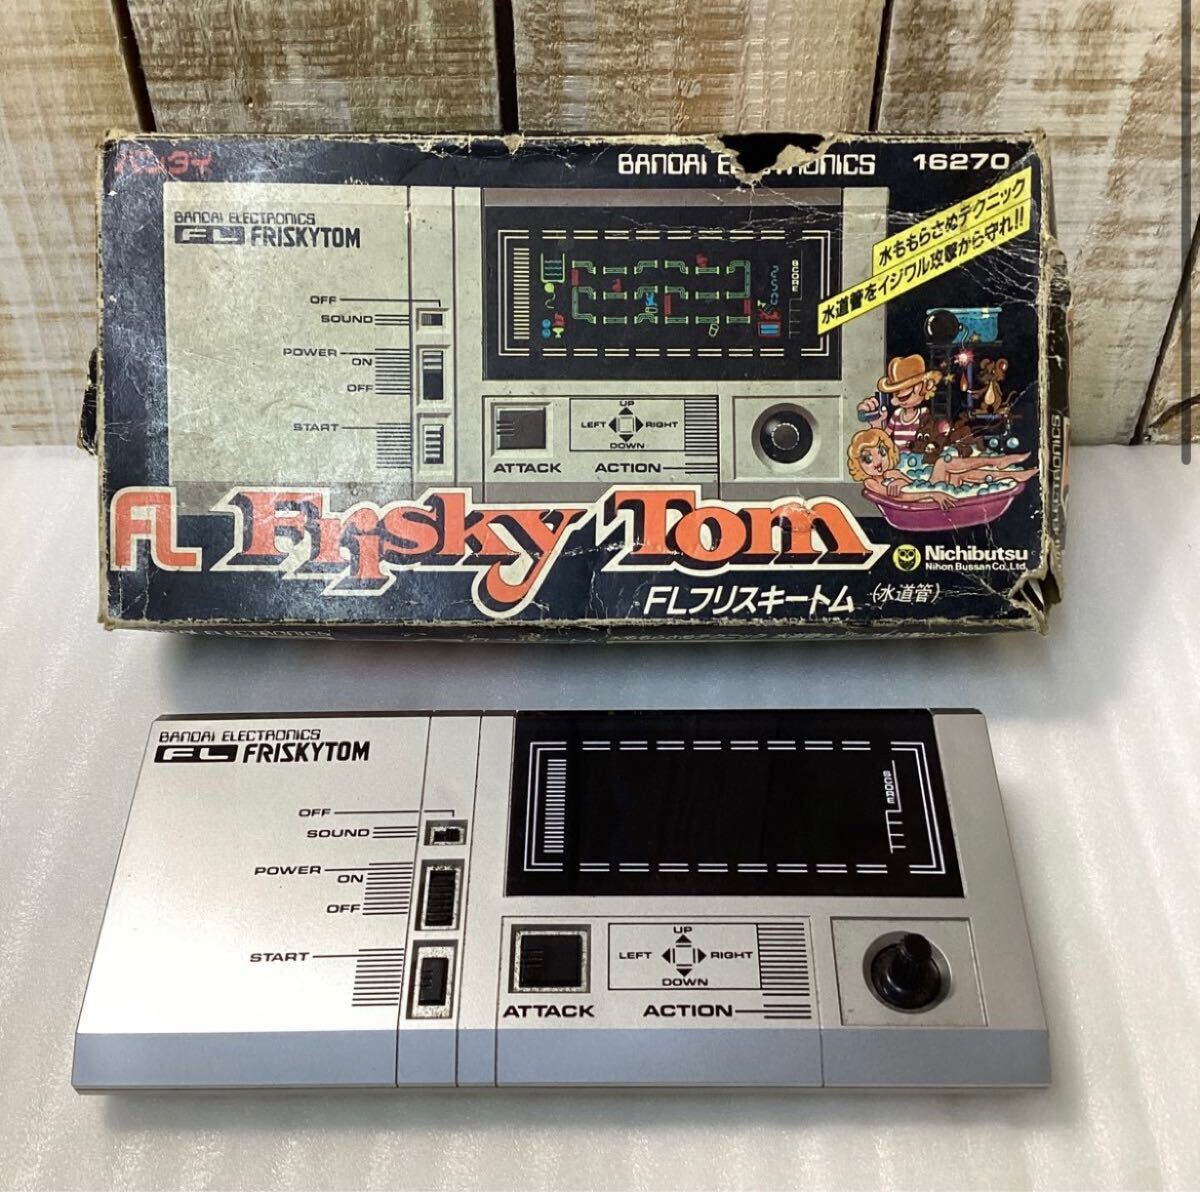 バンダイ
BANDAI ELECTRONICS 16270
水ももらさぬテクニック
水道管をイジワル攻撃から守れ!!
BANDAI ELECTRONICS
FL FRISKYTOM
SCORE
OFF
SOUND
POWER
ON
OFF
START
UP
LEFT RIGHT
DOWN
ATTACK ACTION
ELECTRONICS
FL Frisky Tom
Nichibutsu
Nihon Bussan Co., Ltd.
FLフリスキートム (水道管)
ELECTRONICS
BANDAI ELECTRONICS
FL FRISKYTOM
SCORE
OFF
SOUND
POWER
ON
OFF
START
UP
LEFT RIGHT
DOWN
ATTACK ACTION